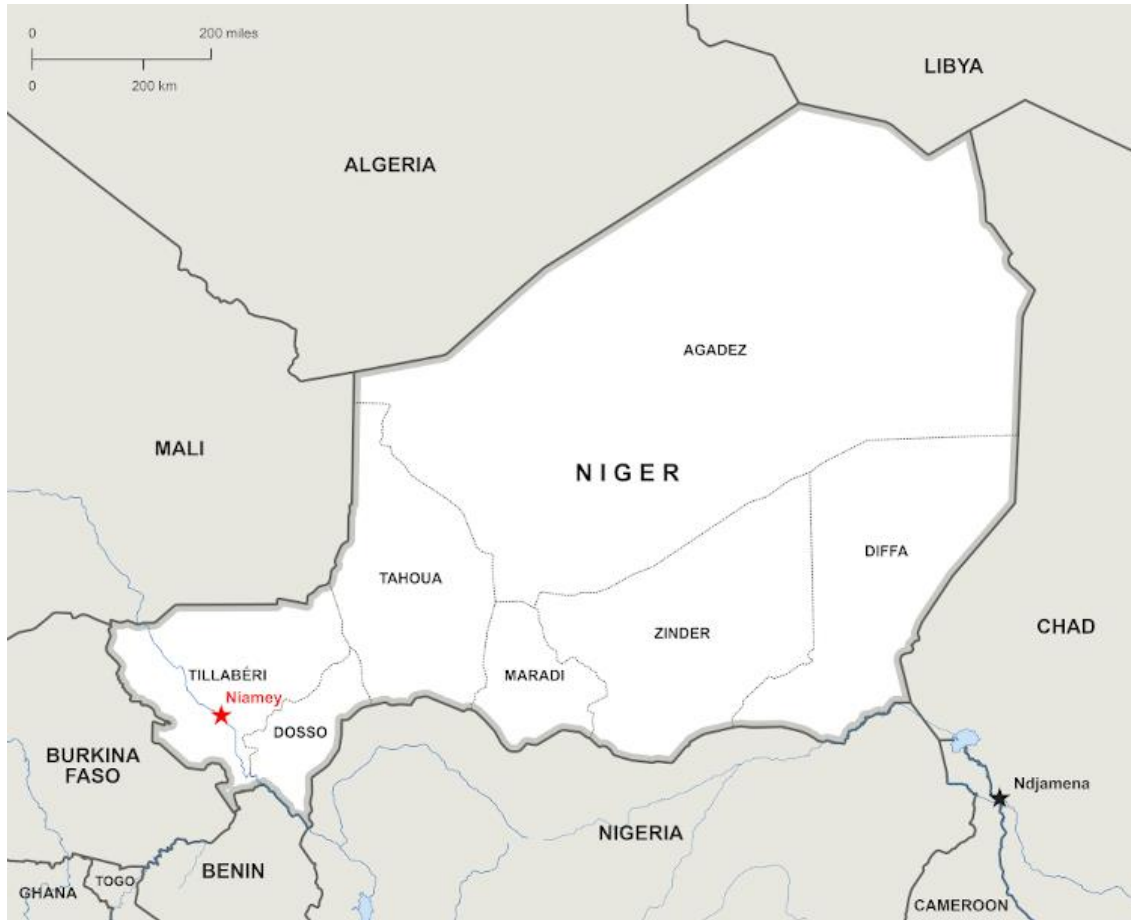 0 200 miles
0 200 km
LIBYA
ALGERIA
AGADEZ
MALI
NIGER
DIFFA
TAHOUA
ZINDER
CHAD
MARADI
TILLABÉRI
Niamey
DOSSO
BURKINA
FASO
Ndjamena
NIGERIA
BENIN
TOGO
GHANA
CAMEROON